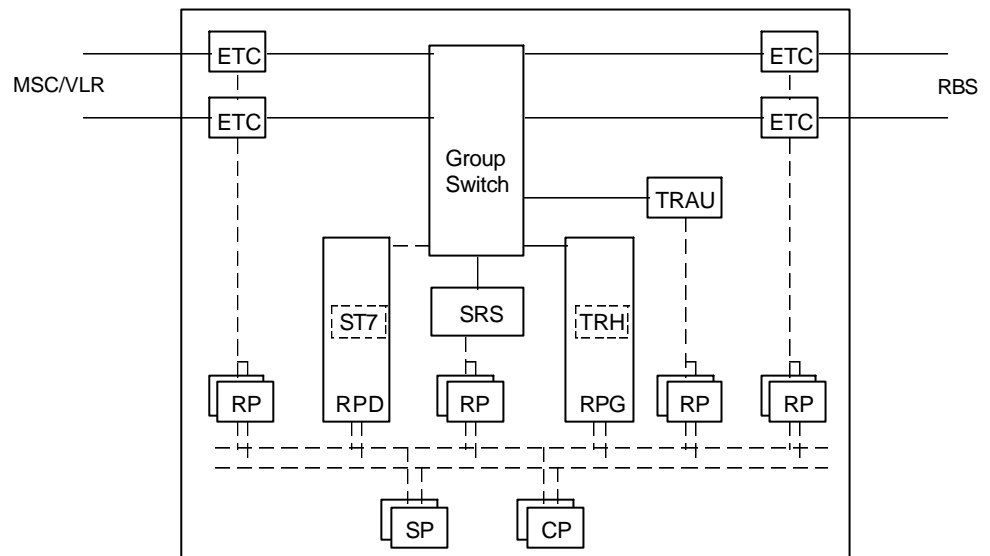 ETC
ETC
MSC/VLR
RBS
ETC
ETC
Group
Switch
TRAU
ST7
SRS
TRH
RP
RPD
RP
RPG
RP
RP
SP
CP